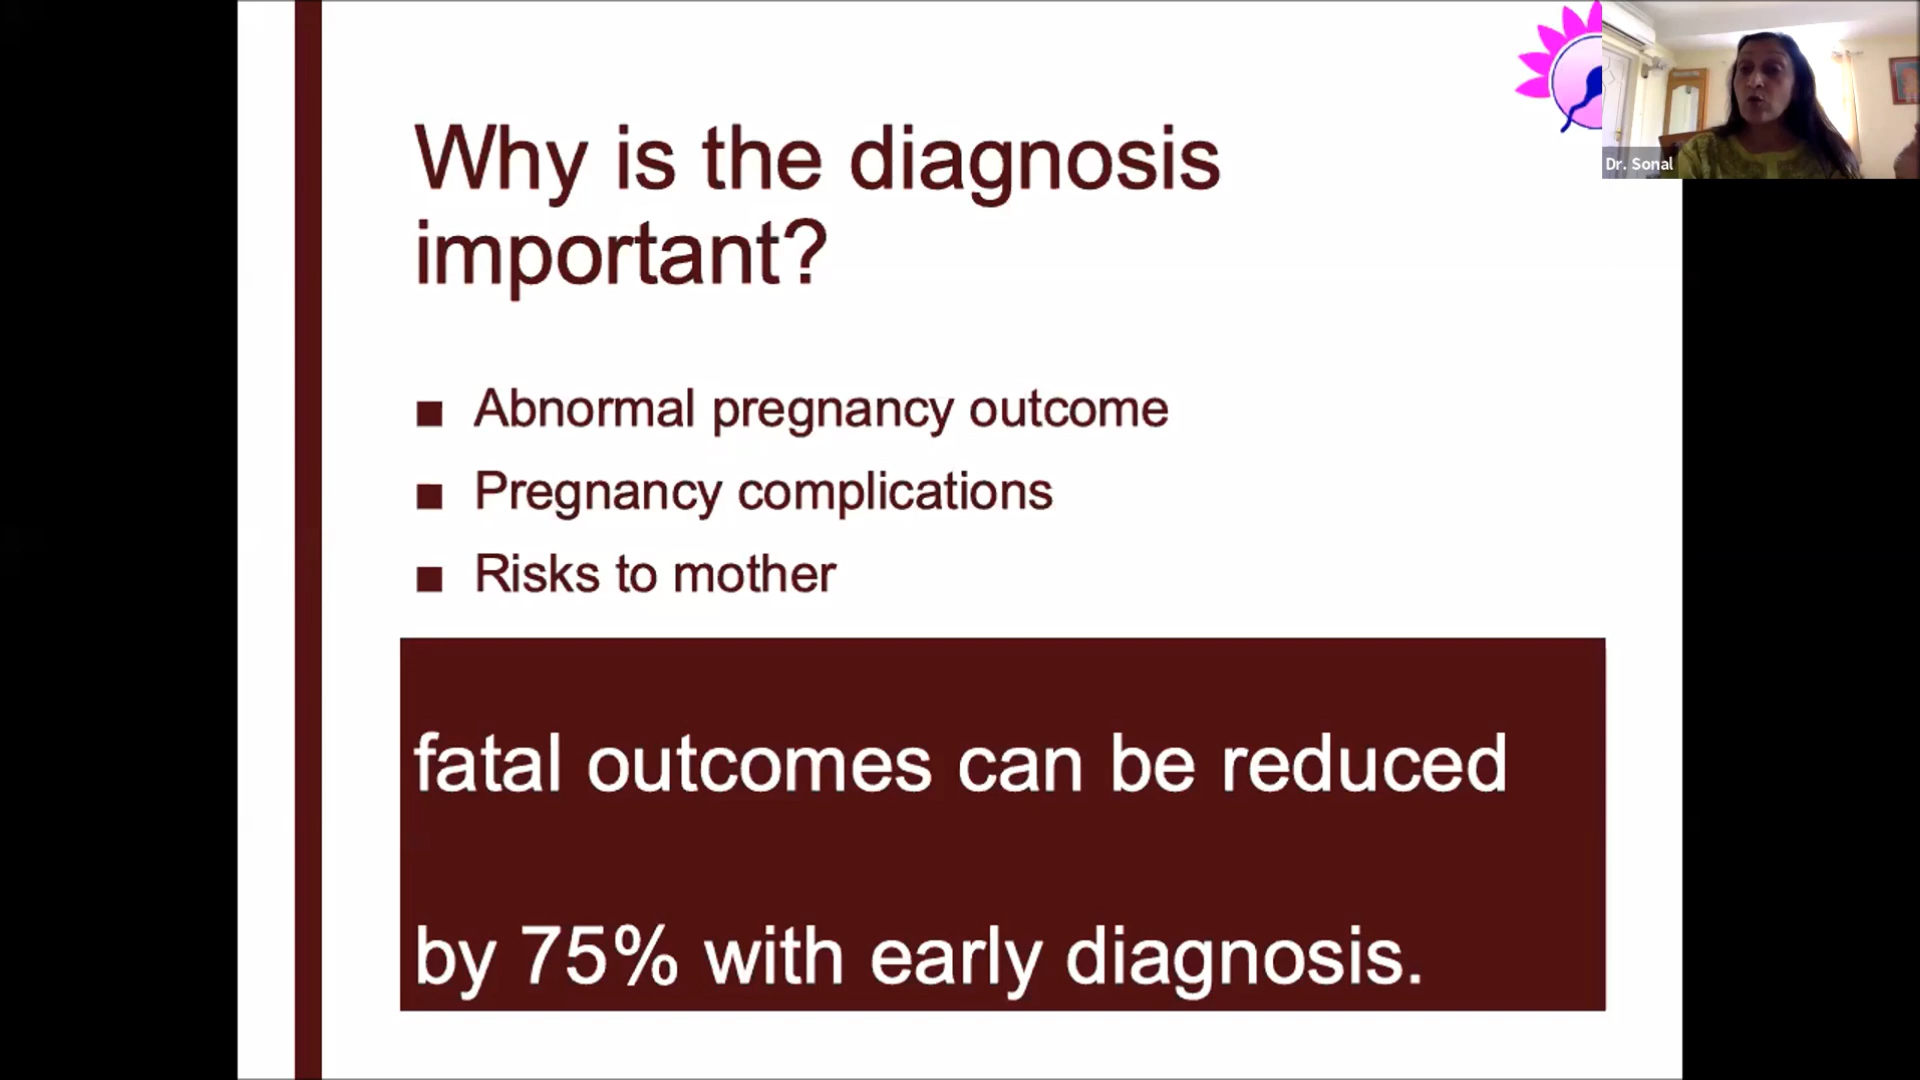 Why is the diagnosis
important?
■ Abnormal pregnancy outcome
■ Pregnancy complications
■ Risks to mother
fatal outcomes can be reduced
by 75% with early diagnosis.
Dr. Sonal